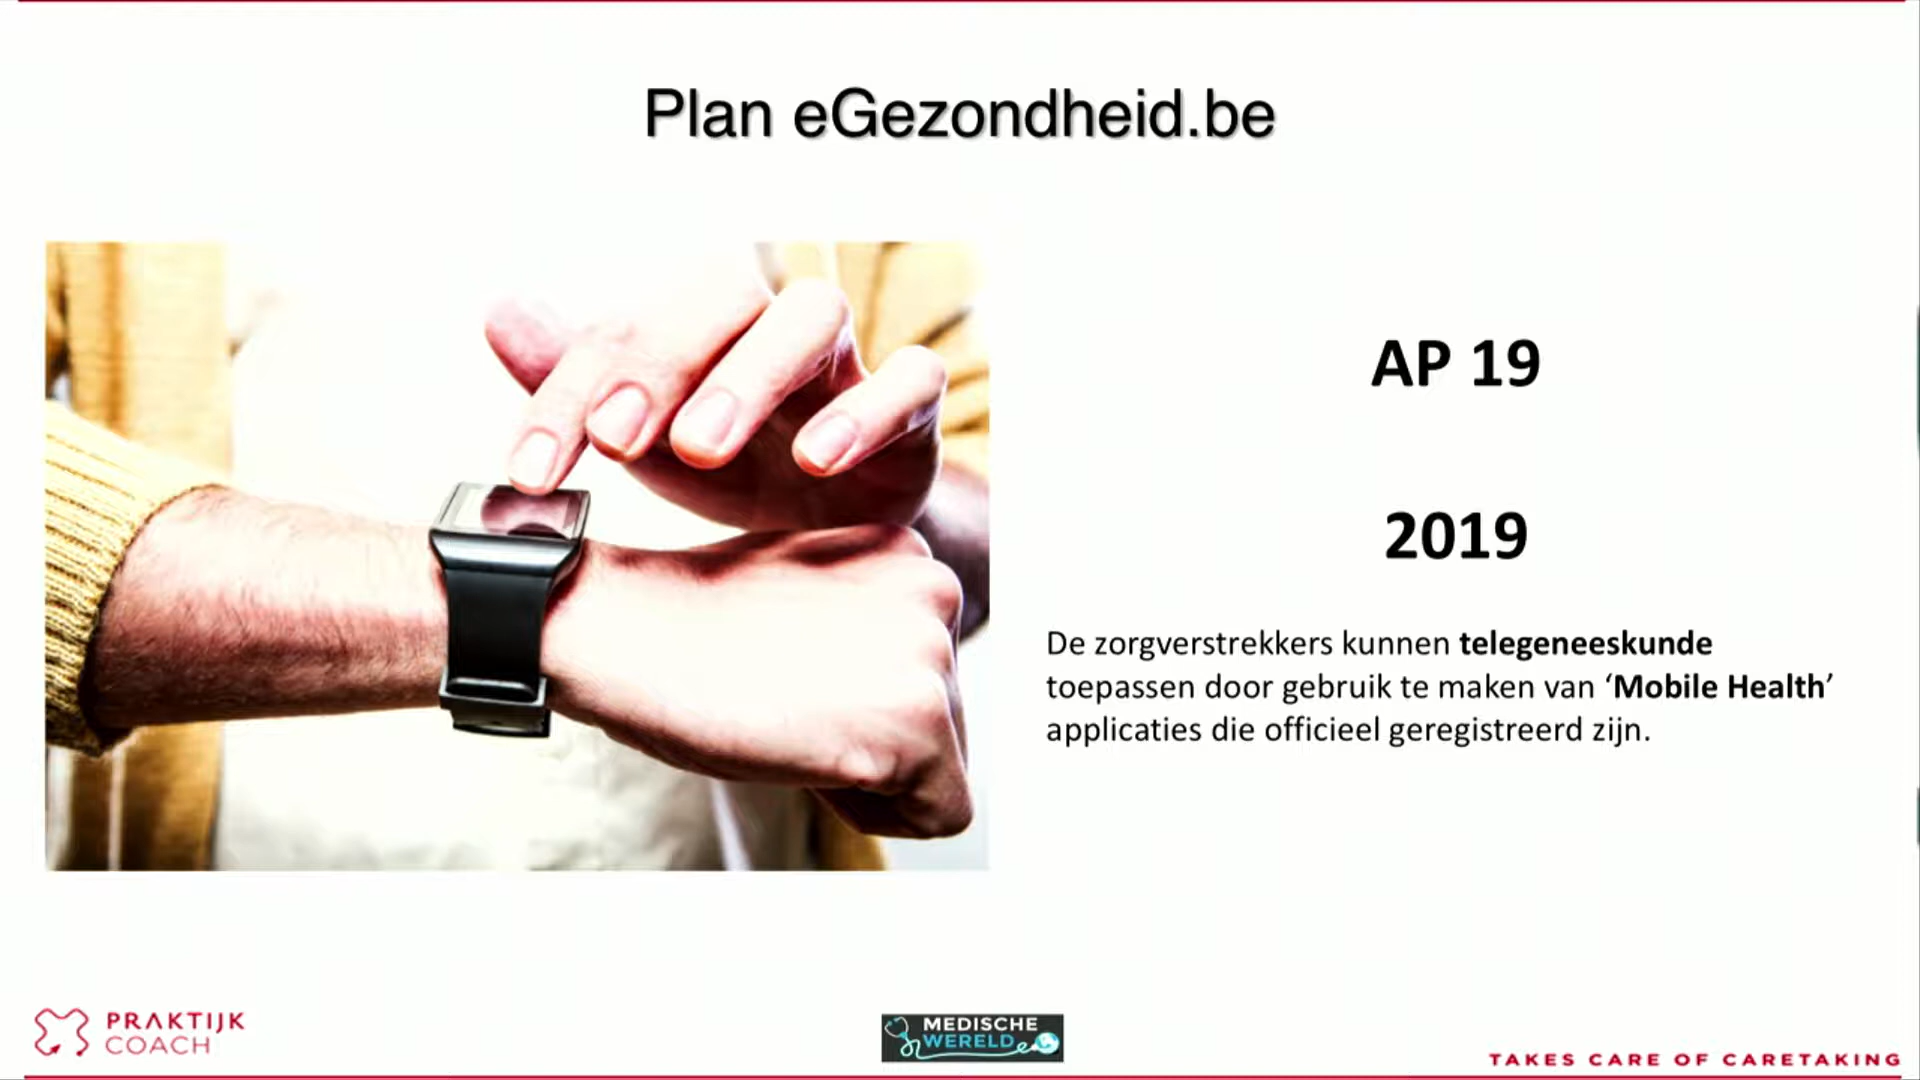 Plan eGezondheid.be
AP 19
2019
De zorgverstrekkers kunnen telegeneeskunde
toepassen door gebruik te maken van ‘Mobile Health’
applicaties die officieel geregistreerd zijn.
PRAKTIJK
COACH
MEDISCHE
WERELD
TAKES CARE OF CARETAKING